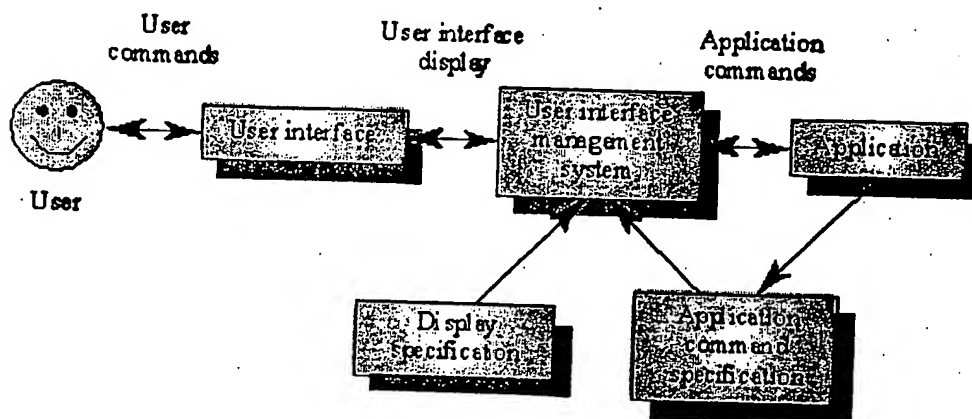 User
commands
User interface
display
Application
commands
User interface
User interface
management
system
Application
User
Display
specification
Application
command
specification